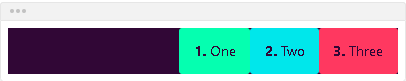 1. One 2. Two 3. Three